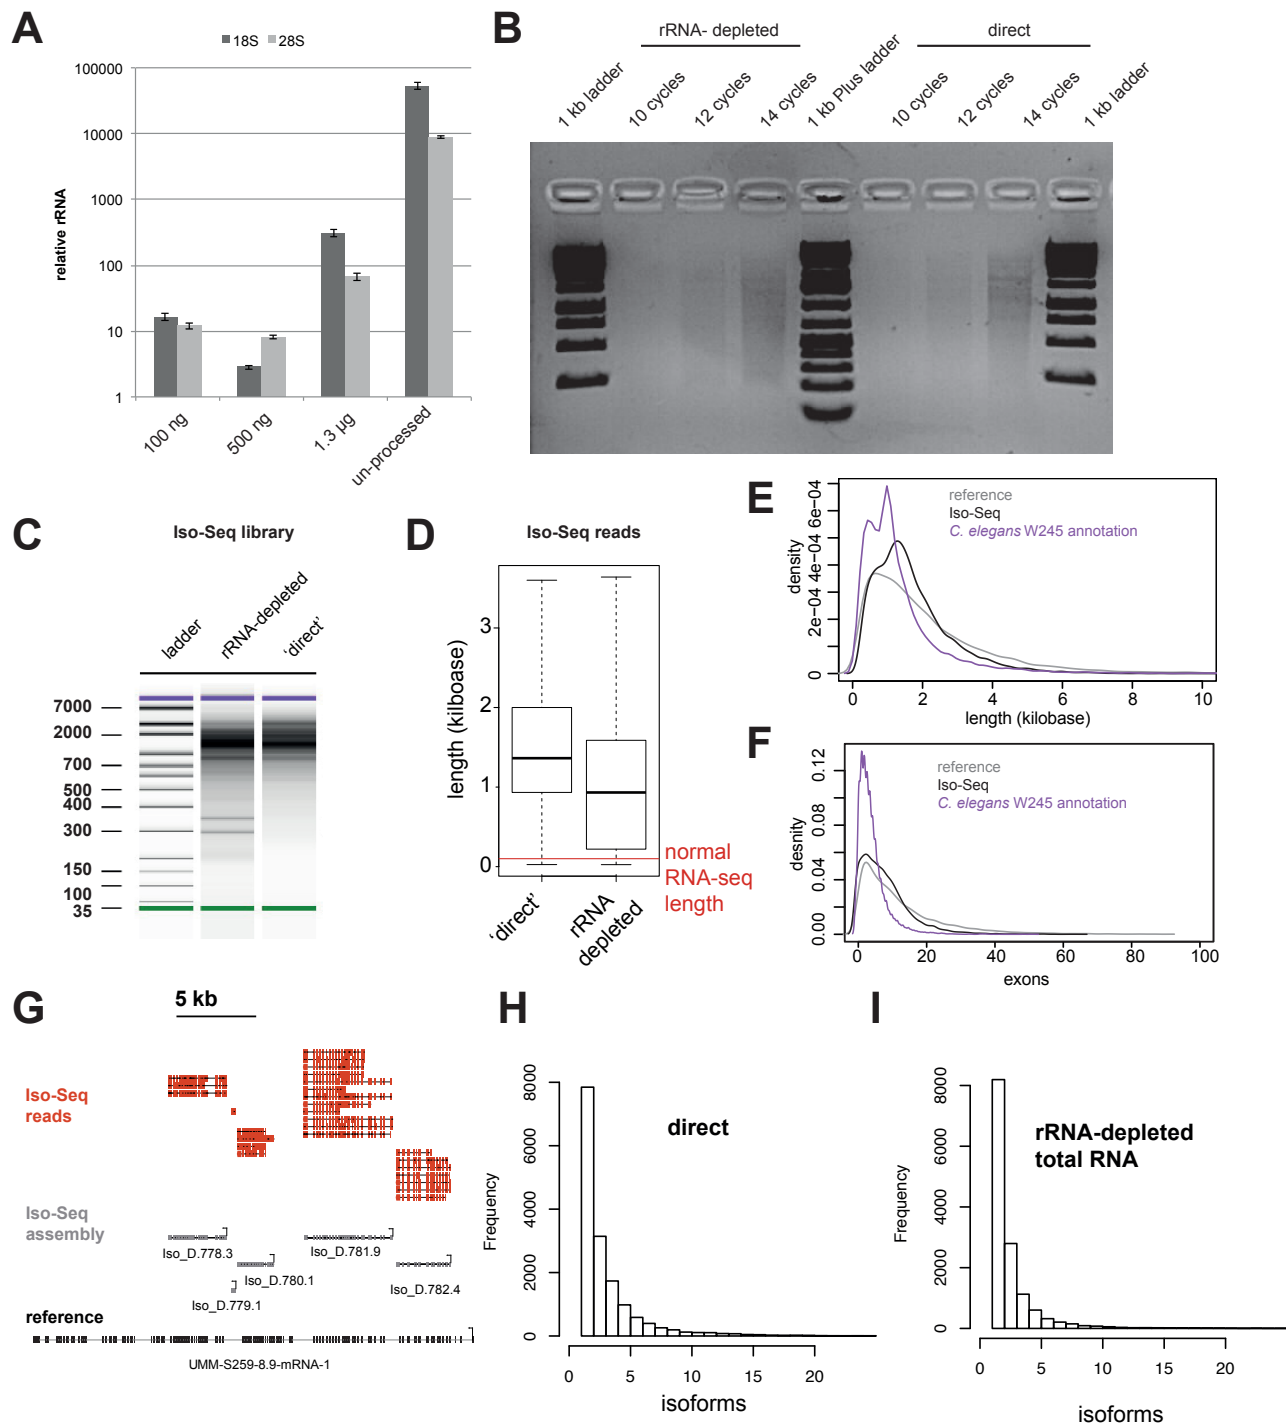 A
18S 28S
100000
10000
1000
100
10
1
relative rRNA
100 ng
500 ng
1.3 µg
un-processed
B
rRNA- depleted
direct
1 kb ladder
10 cycles
12 cycles
14 cycles
1 kb Plus ladder
10 cycles
12 cycles
14 cycles
1 kb ladder
C
Iso-Seq library
ladder
rRNA-depleted
'direct'
7000
2000
700
500
400
300
150
100
35
D
Iso-Seq reads
length (kilboase)
3
2
1
0
normal
RNA-seq
length
'direct'
rRNA
depleted
E
reference
Iso-Seq
C. elegans W245 annotation
density
0 2e-04 4e-04 6e-04
0 2 4 6 8 10
length (kilobase)
F
reference
Iso-Seq
C. elegans W245 annotation
desnity
0.00 0.04 0.08 0.12
0 20 40 60 80 100
exons
G
5 kb
Iso-Seq
reads
Iso-Seq
assembly
Iso_D.778.3
Iso_D.781.9
Iso_D.780.1
Iso_D.782.4
Iso_D.779.1
reference
UMM-S259-8.9-mRNA-1
H
direct
Frequency
0 2000 4000 6000 8000
0 5 10 15 20
isoforms
I
rRNA-depleted
total RNA
Frequency
0 2000 4000 6000 8000
0 5 10 15 20
isoforms